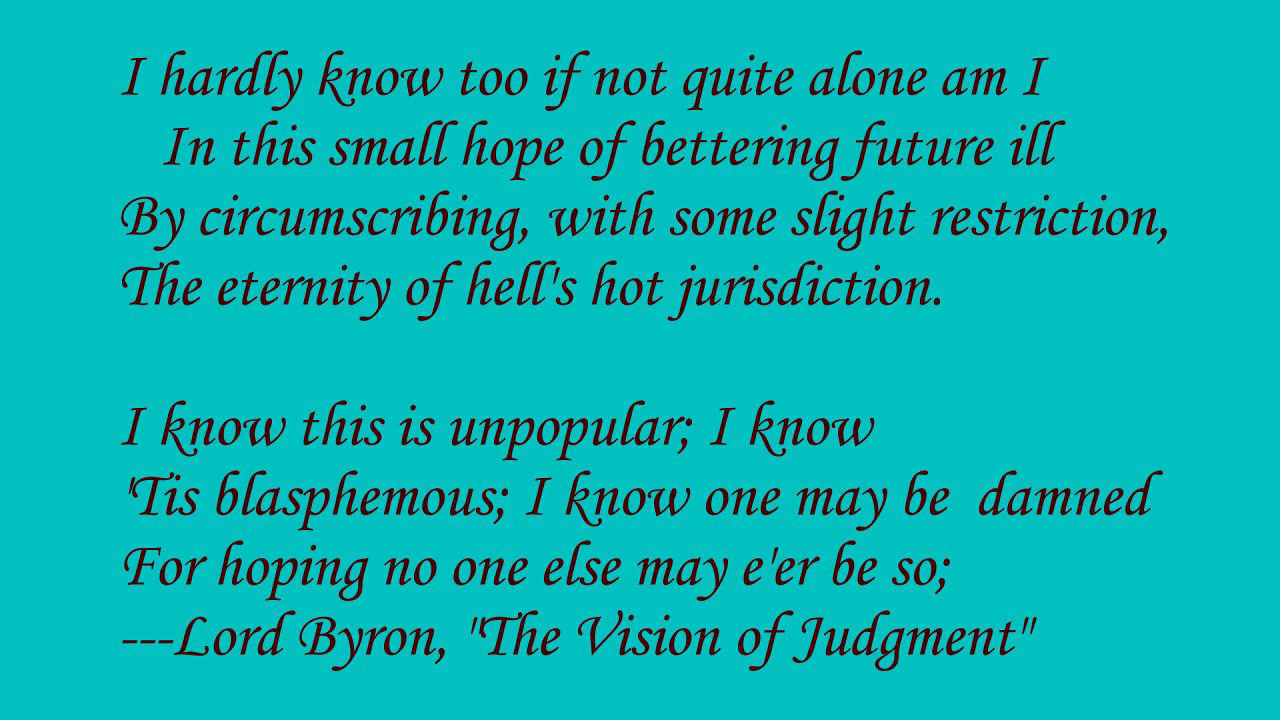 I hardly know too if not quite alone am I
In this small hope of bettering future ill
By circumscribing, with some slight restriction,
The eternity of hell's hot jurisdiction.
I know this is unpopular; I know
'Tis blasphemous; I know one may be  damned
For hoping no one else may e'er be so;
---Lord Byron, "The Vision of Judgment"